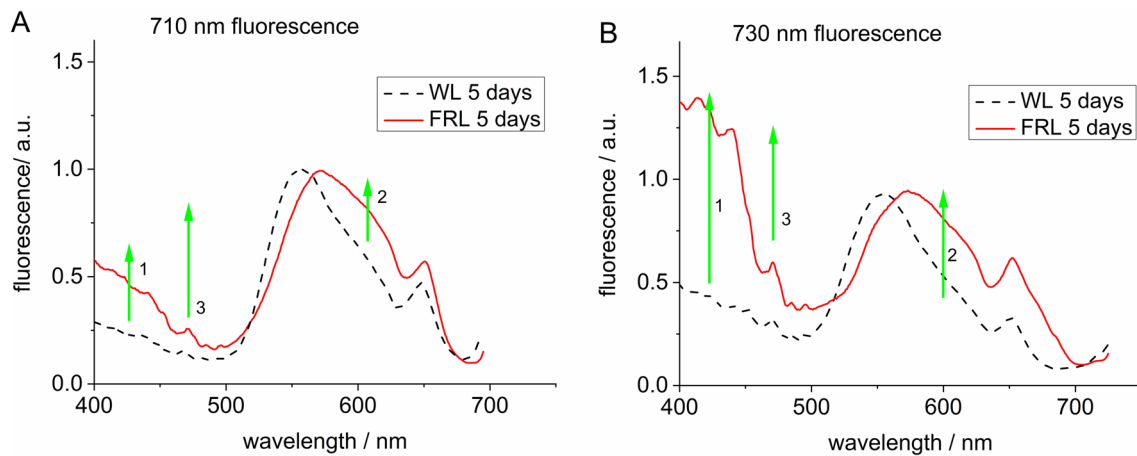 A
710 nm fluorescence
1.5
1.0
0.5
0.0
fluorescence/ a.u.
WL 5 days
FRL 5 days
1
3
2
400
500
600
700
wavelength / nm
B
730 nm fluorescence
1.5
1.0
0.5
0.0
fluorescence / a.u.
WL 5 days
FRL 5 days
1
3
2
400
500
600
700
wavelength / nm